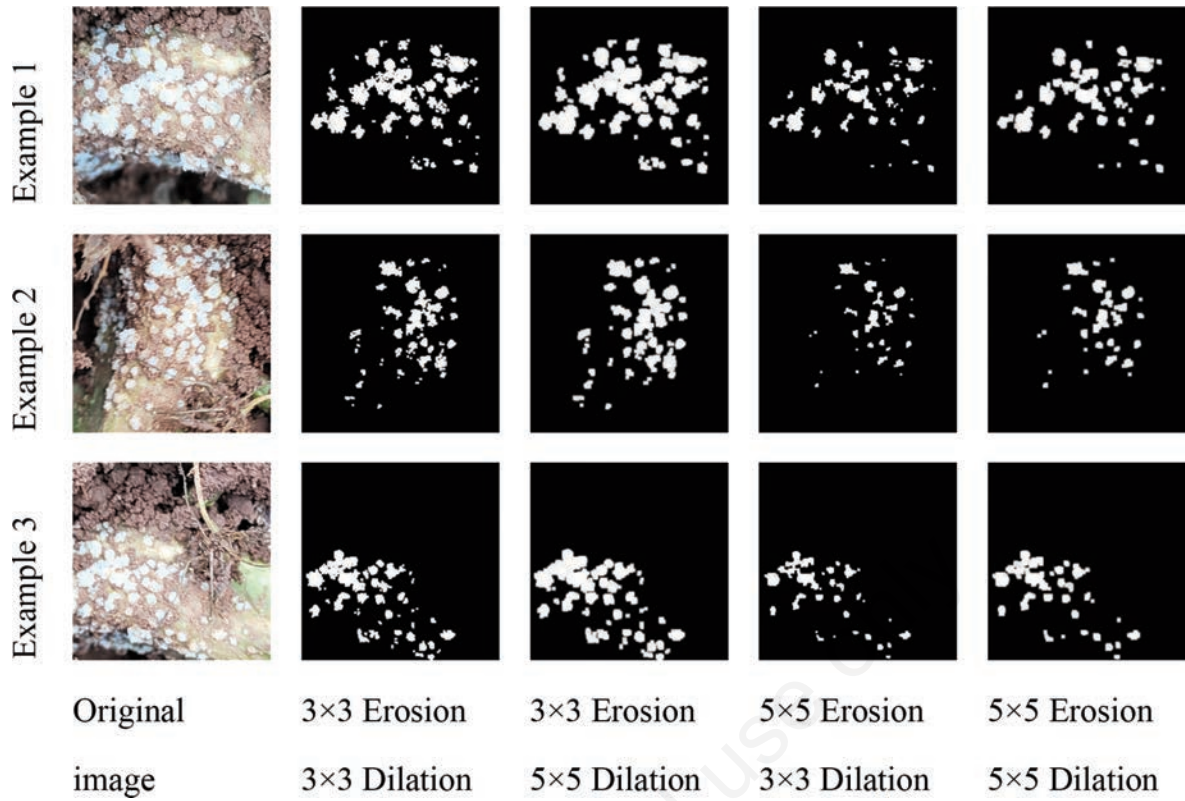 Example 1
Example 2
Example 3
Original 3×3 Erosion 3×3 Erosion 5×5 Erosion 5×5 Erosion
image 3×3 Dilation 5×5 Dilation 3×3 Dilation 5×5 Dilation
use